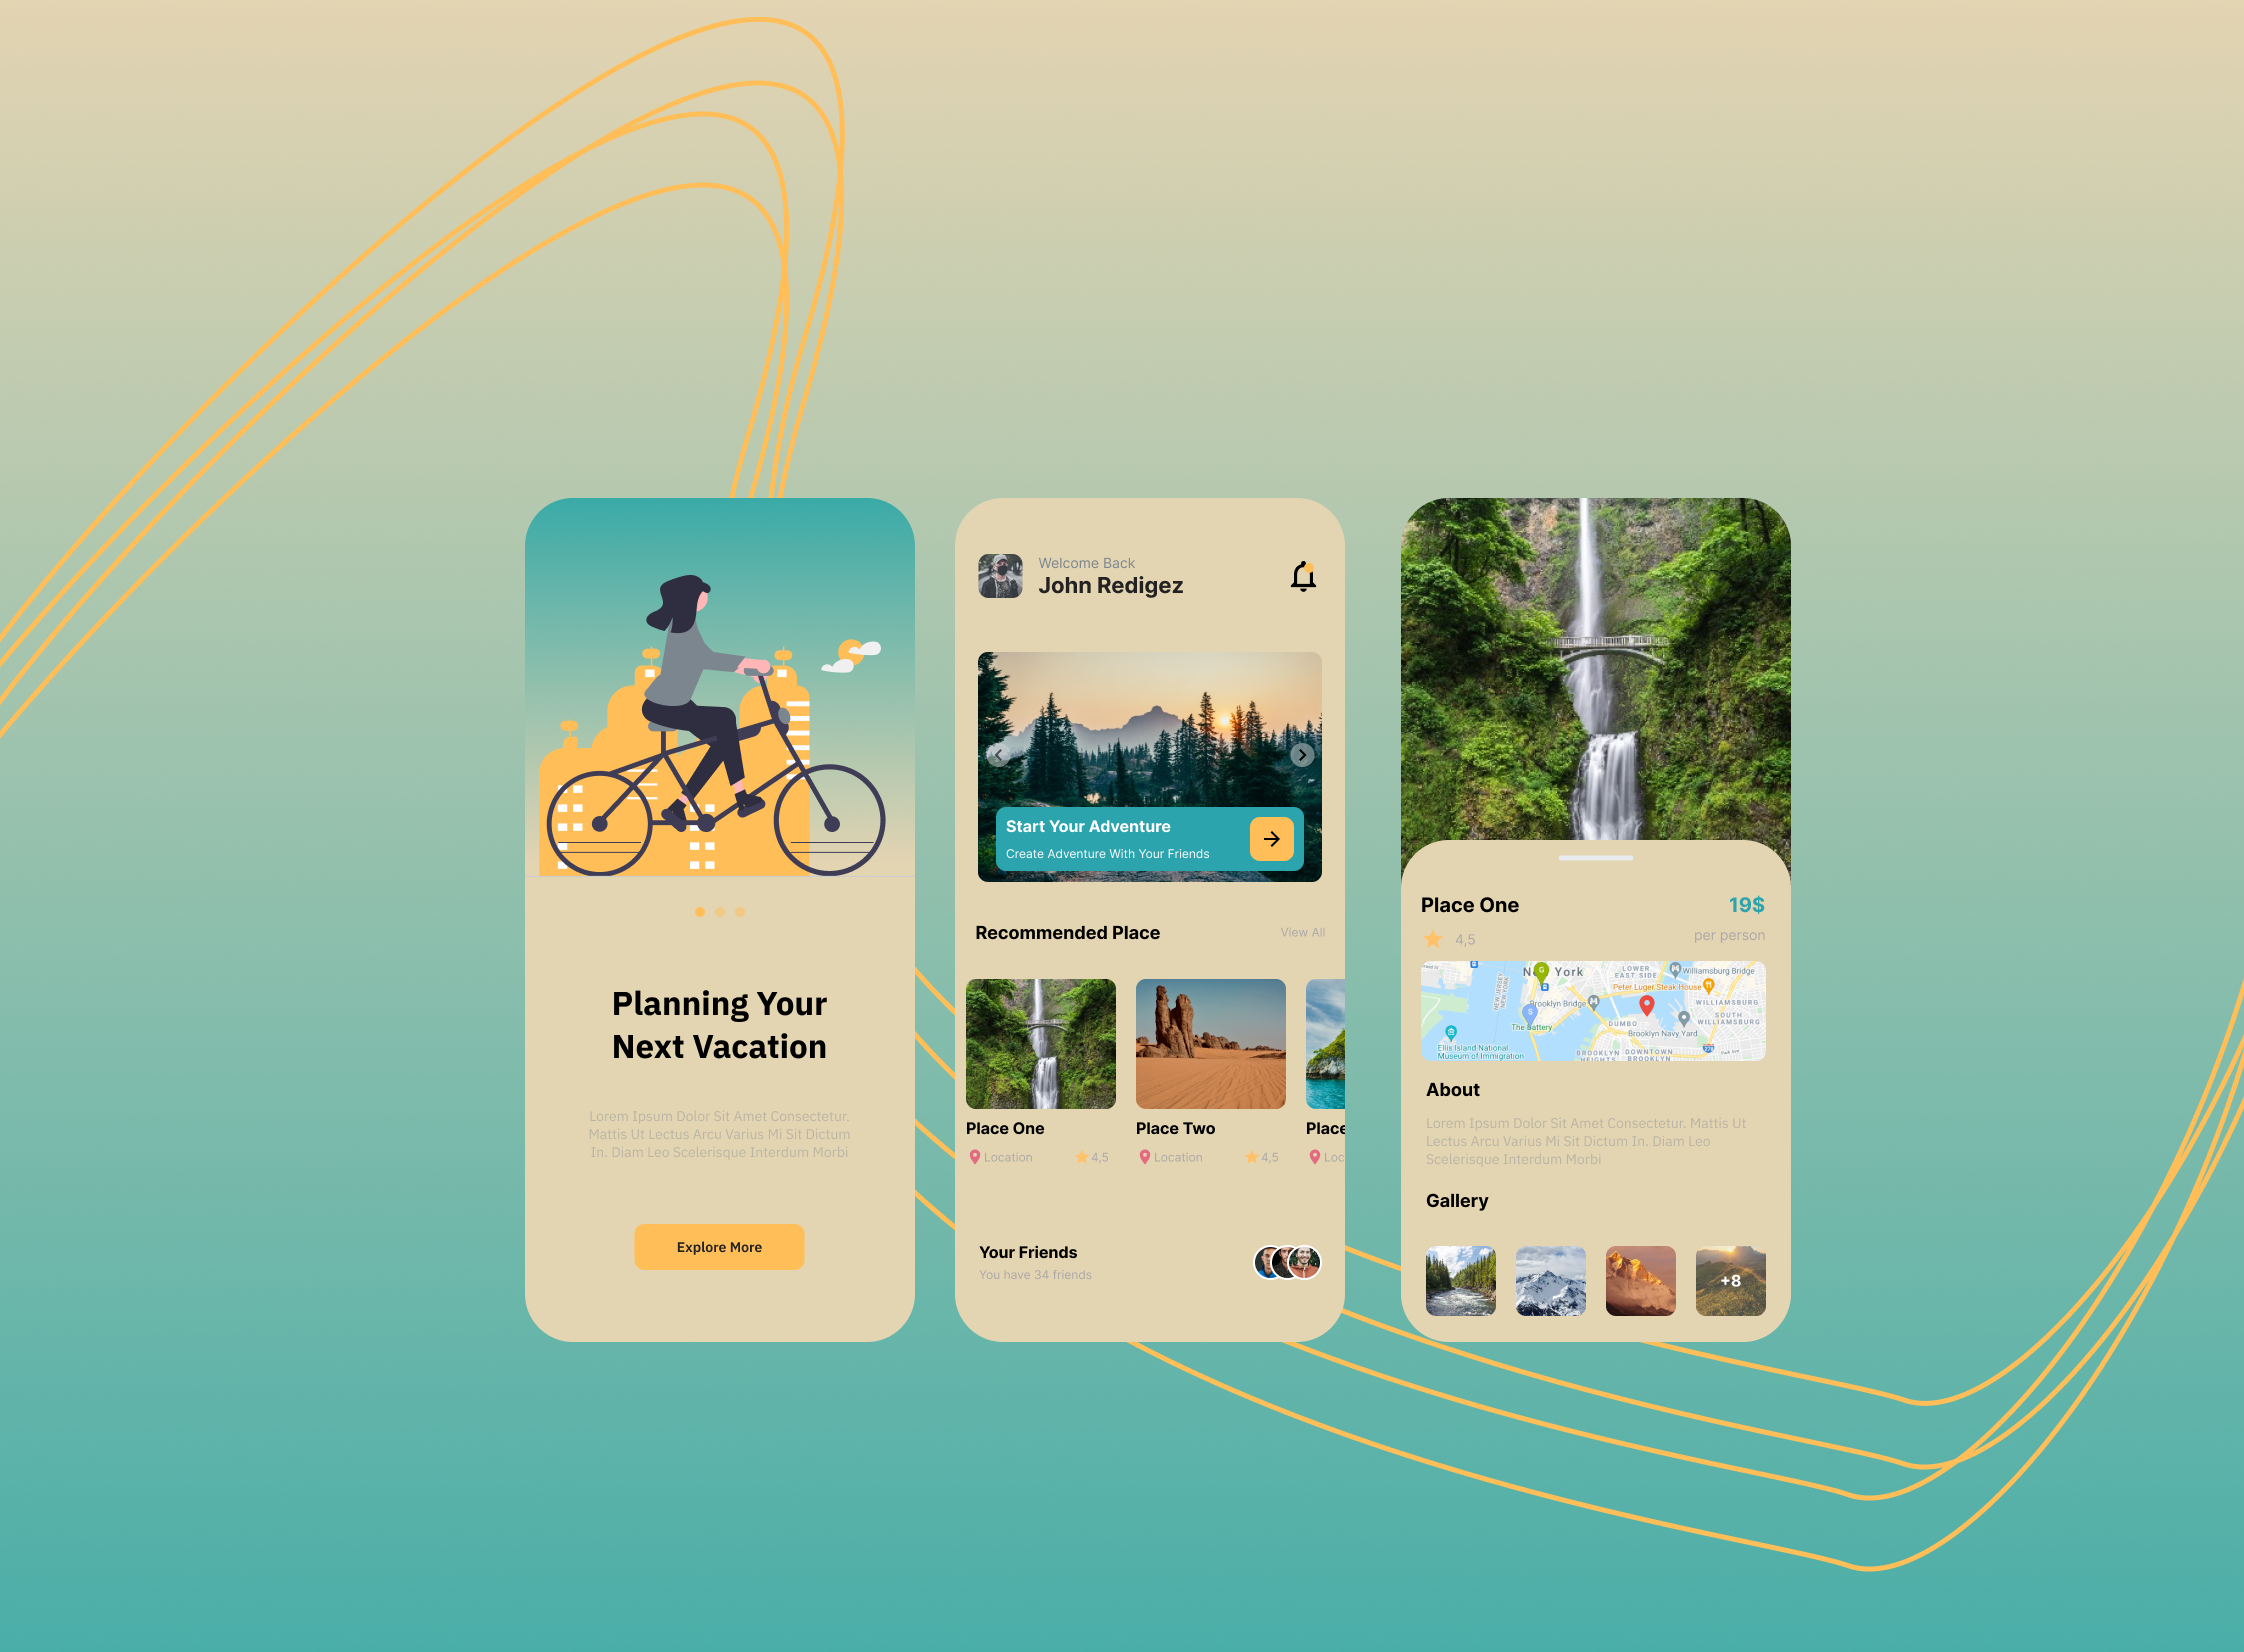 Planning Your
Next Vacation
Lorem Ipsum Dolor Sit Amet Consectetur.
Mattis Ut Lectus Arcu Varius Mi Sit Dictum
In. Diam Leo Scelerisque Interdum Morbi
Explore More
Welcome Back
John Redigez
Start Your Adventure
Create Adventure With Your Friends
Recommended Place
View All
Place One
Location
4,5
Place Two
Location
4,5
Place
Loc
Your Friends
You have 34 friends
Place One
19$
4,5
per person
York
LOWER
EAST SIDE
Williamsburg Bridge
NEW JERSEY
NEW YORK
Peter Luger Steak House
Brooklyn Bridge
WILLIAMSBURG
SOUTH
WILLIAMSBURG
The Battery
DUMBO
Brooklyn Navy Yard
Ellis Island National
Museum of Immigration
BROOKLYN
HEIGHTS
DOWNTOWN
BROOKLYN
278
Park Ave
G
S
About
Lorem Ipsum Dolor Sit Amet Consectetur. Mattis Ut
Lectus Arcu Varius Mi Sit Dictum In. Diam Leo
Scelerisque Interdum Morbi
Gallery
+8